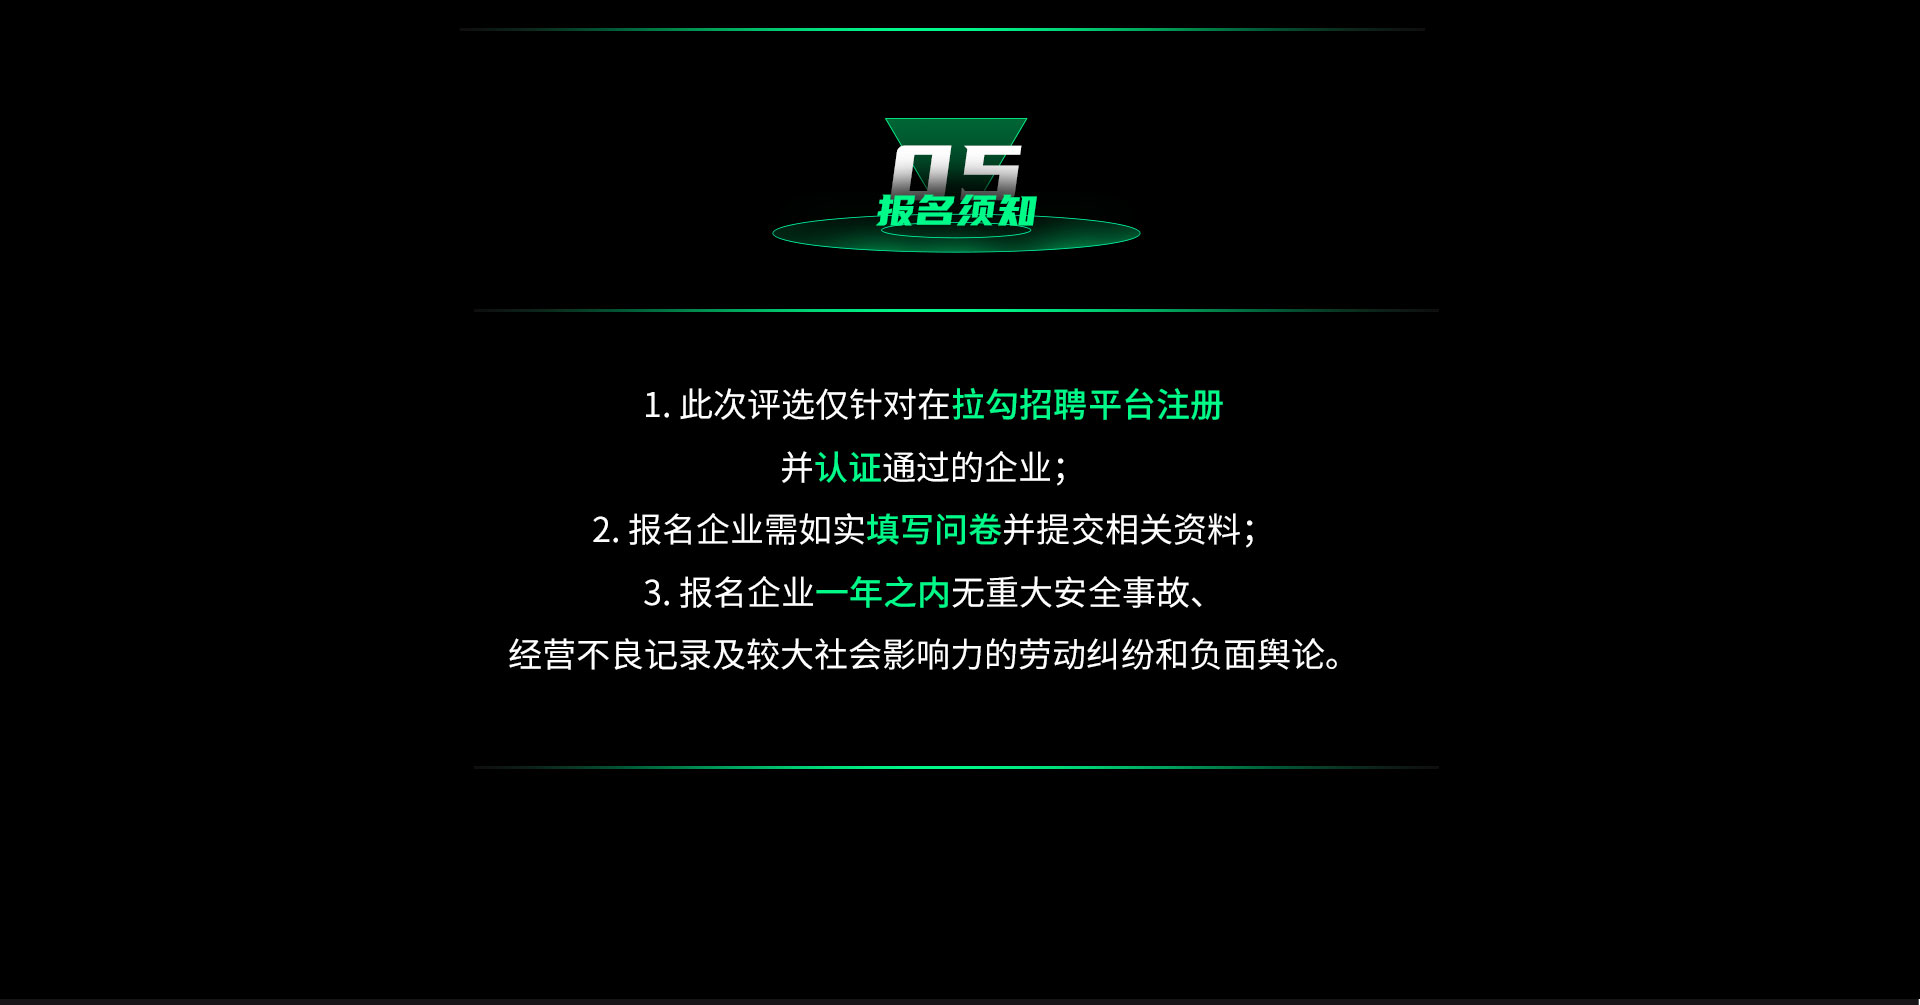 05
报名须知
1. 此次评选仅针对在拉勾招聘平台注册
并认证通过的企业；
2. 报名企业需如实填写问卷并提交相关资料；
3. 报名企业一年之内无重大安全事故、
经营不良记录及较大社会影响力的劳动纠纷和负面舆论。